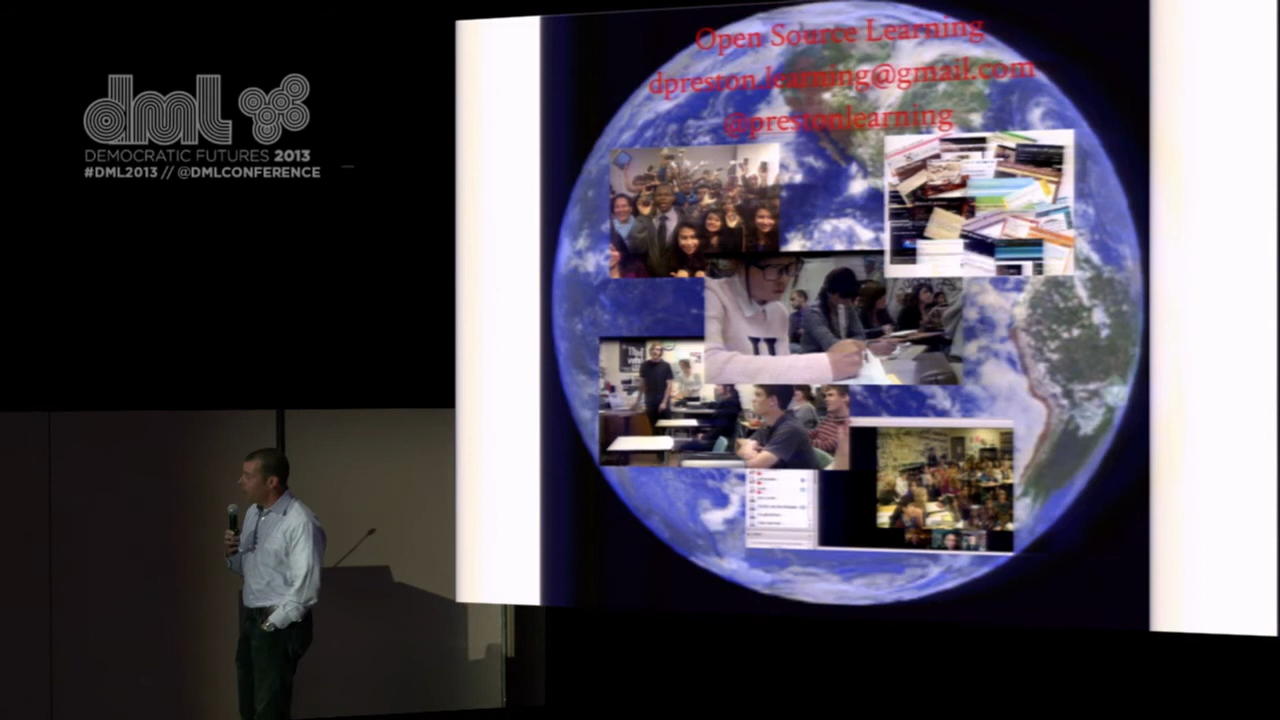 dml
DEMOCRATIC FUTURES 2013
#DML2013 // @DMLCONFERENCE
Open Source Learning
dpreston.learning@gmail.com
@prestonlearning